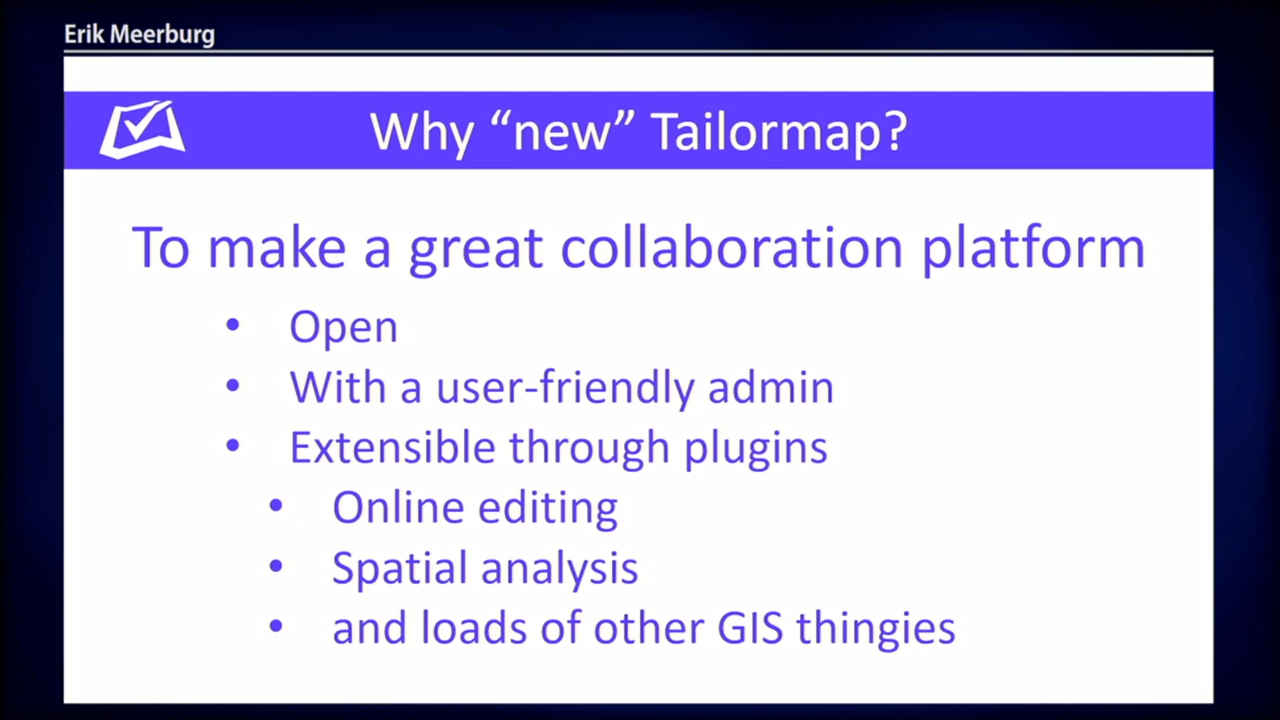 Erik Meerburg
Why “new” Tailormap?
To make a great collaboration platform
• Open
• With a user-friendly admin
• Extensible through plugins
• Online editing
• Spatial analysis
• and loads of other GIS thingies